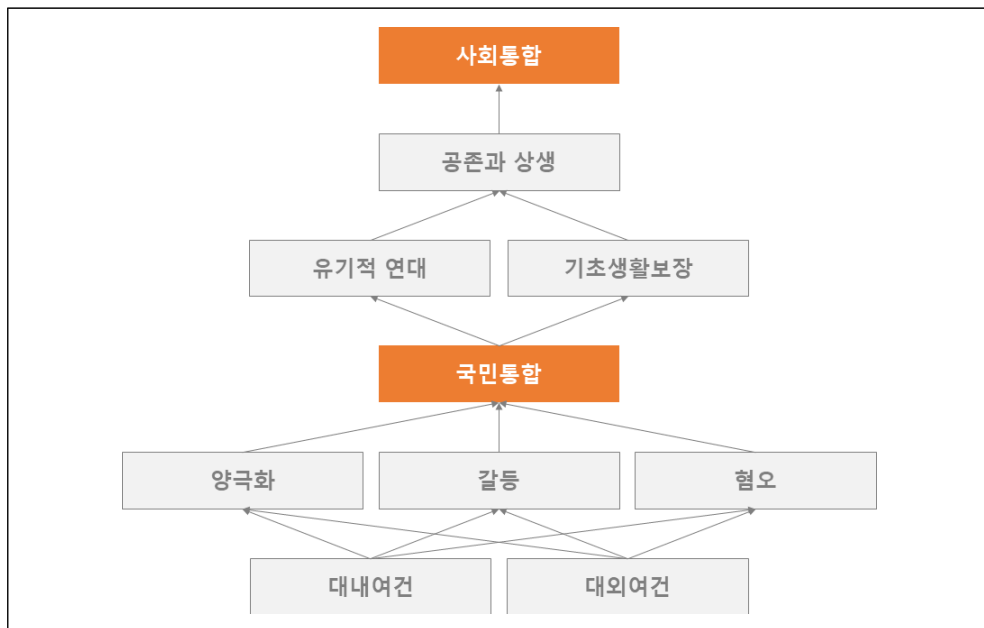 사회통합
공존과 상생
유기적 연대
기초생활보장
국민통합
양극화
갈등
혐오
대내여건
대외여건